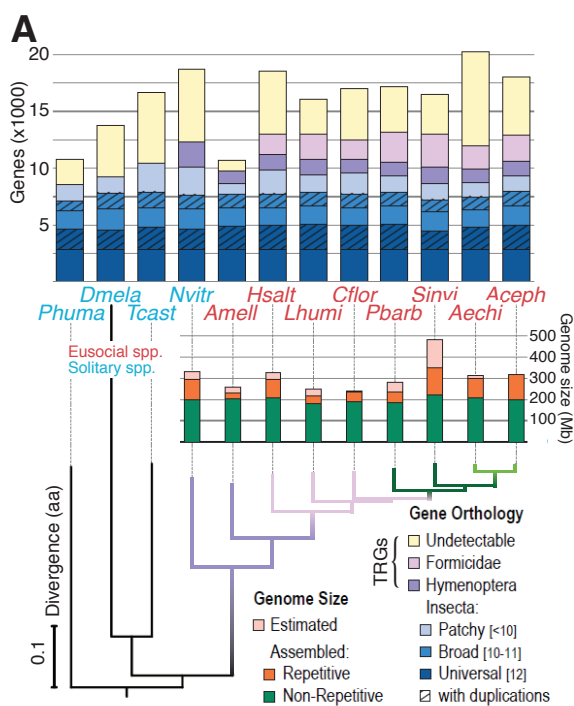 A
20
15
10
5
Genes (x1000)
Dmela Nvitr Hsalt Cflor Sinvi Aceph
Phuma Tcast Amell Lhumi Pbarb Aechi
Eusocial spp.
Solitary spp.
500
400
300
200
100
Genome size (Mb)
Divergence (aa)
0.1
Genome Size
Estimated
Assembled:
Repetitive
Non-Repetitive
Gene Orthology
TRGs
Undetectable
Formicidae
Hymenoptera
Insecta:
Patchy [<10]
Broad [10-11]
Universal [12]
with duplications